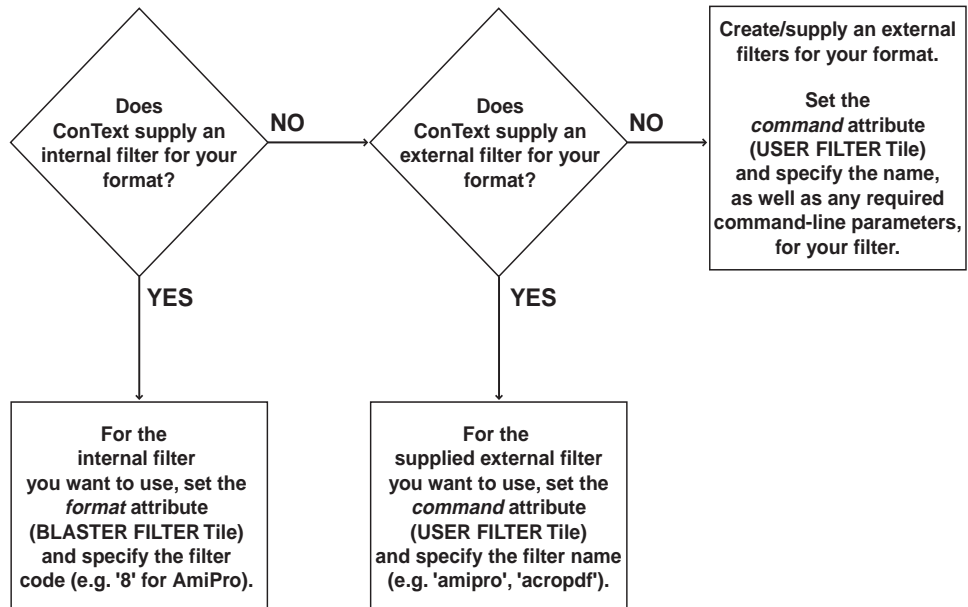 Does
ConText supply an
internal filter for your
format?
NO
Does
ConText supply an
external filter for your
format?
NO
Create/supply an external
filters for your format.
Set the
command attribute
(USER FILTER Tile)
and specify the name,
as well as any required
command-line parameters,
for your filter.
YES
YES
For the
internal filter
you want to use, set the
format attribute
(BLASTER FILTER Tile)
and specify the filter
code (e.g. '8' for AmiPro).
For the
supplied external filter
you want to use, set the
command attribute
(USER FILTER Tile)
and specify the filter name
(e.g. 'amipro', 'acropdf').